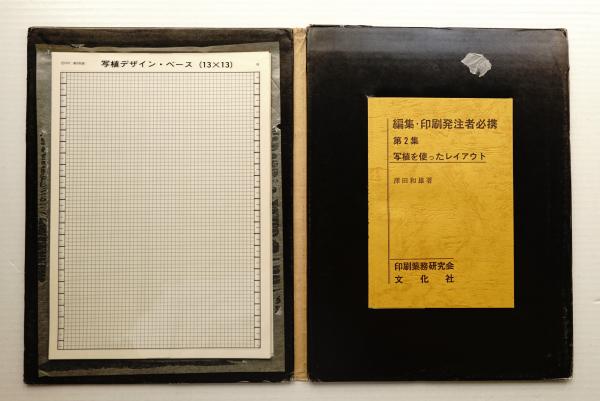 写植デザイン・ベース (13×13)
編集・印刷発注者必携
第2集
写植を使ったレイアウト
澤田和雄著
印刷業務研究会
文化社